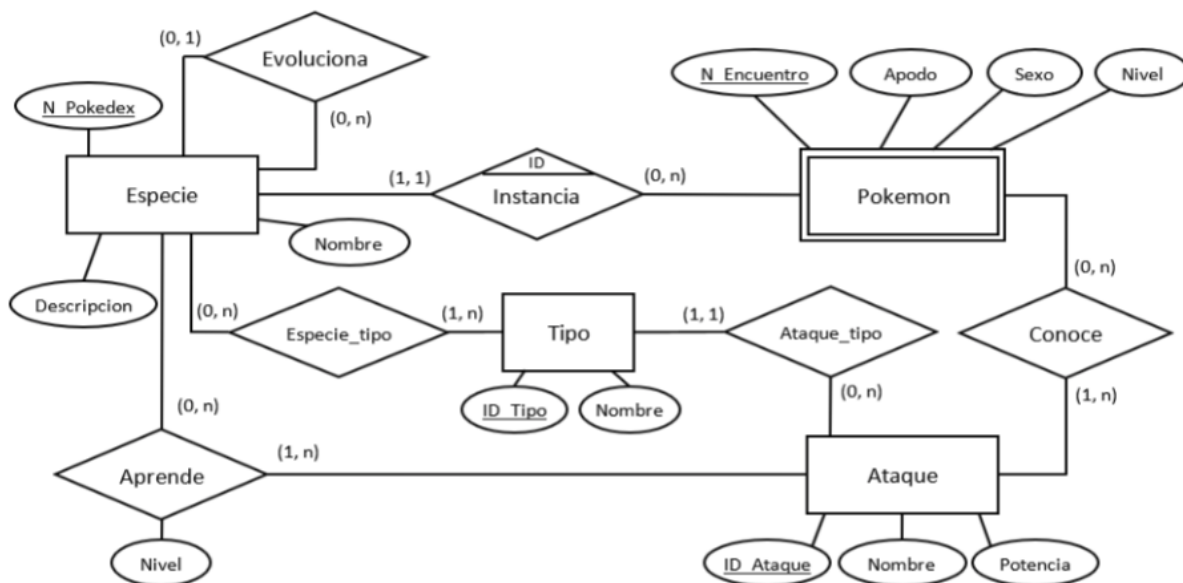 (0, 1)
Evoluciona
(0, n)
N_Pokedex
N_Encuentro
Apodo
Sexo
Nivel
Especie
(1, 1)
ID
Instancia
(0, n)
Pokemon
Nombre
Descripcion
(0, n)
Especie_tipo
(1, n)
Tipo
(1, 1)
Ataque_tipo
(0, n)
Conoce
ID_Tipo
Nombre
(0, n)
(1, n)
(0, n)
Aprende
(1, n)
Ataque
Nivel
ID_Ataque
Nombre
Potencia